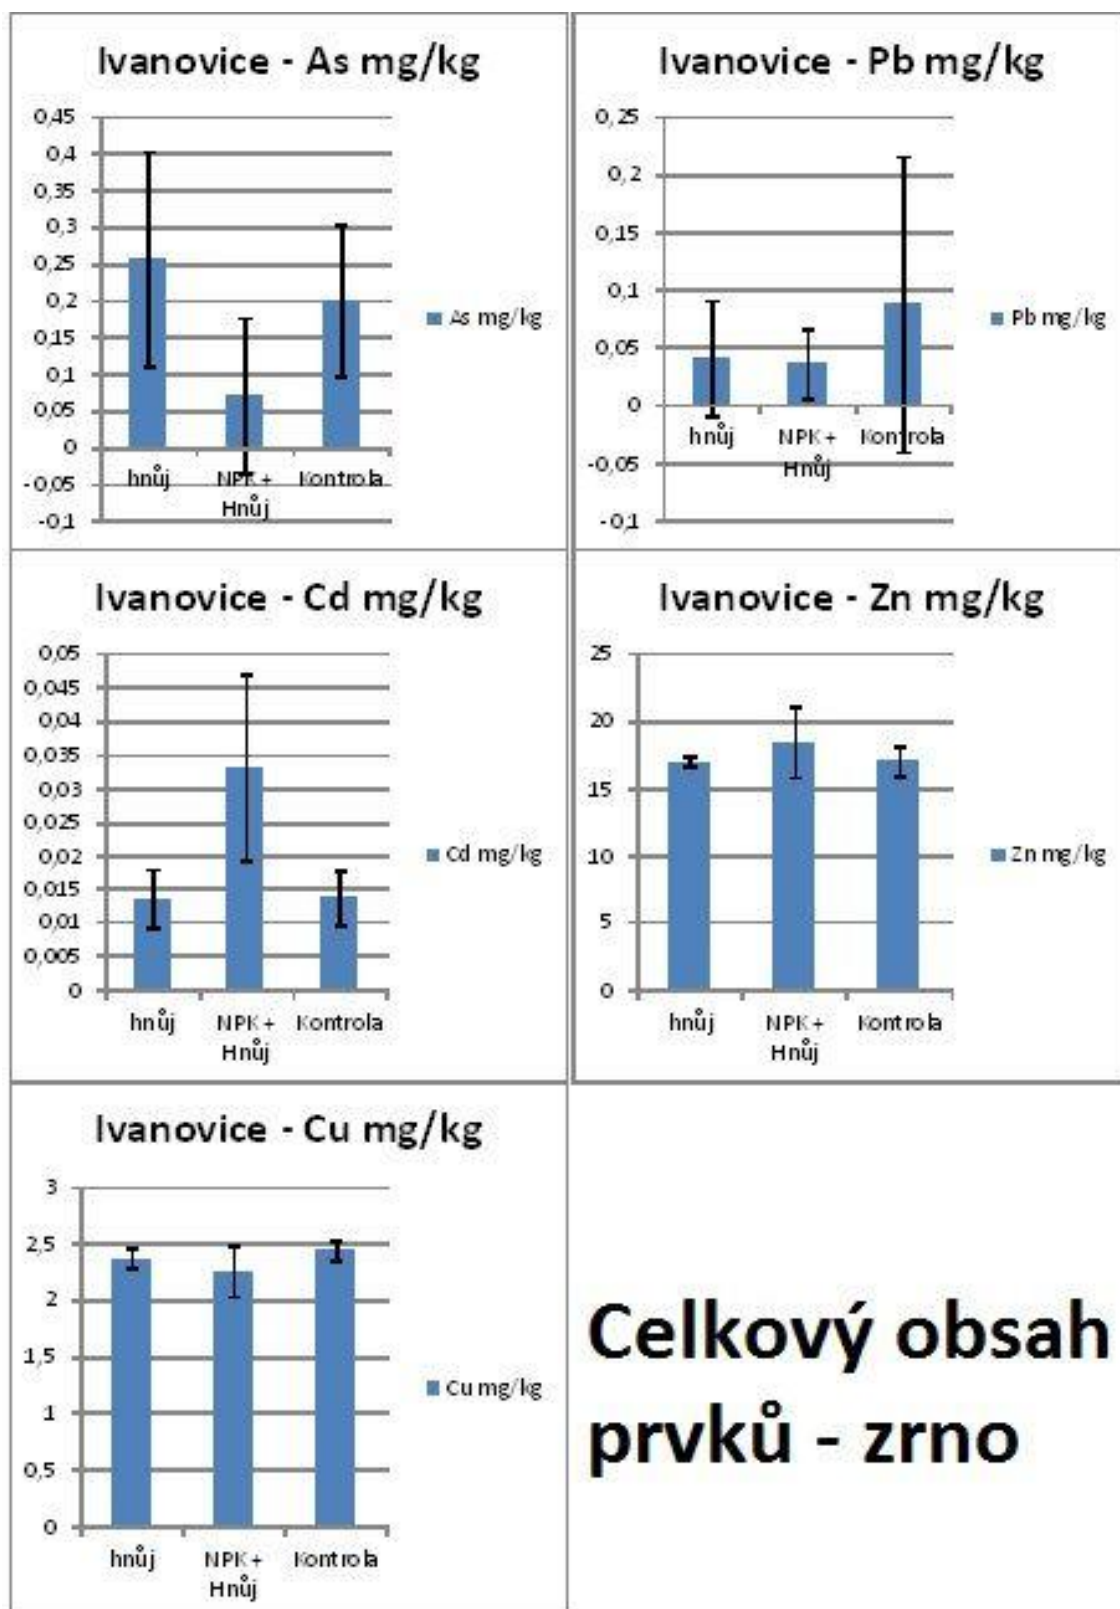 Ivanovice - As mg/kg
0,45
0,4
0,35
0,3
0,25
0,2
0,15
0,1
0,05
0
-0,05
-0,1
hnůj
NPK +
Hnůj
Kontrola
As mg/kg
Ivanovice - Pb mg/kg
0,25
0,2
0,15
0,1
0,05
0
-0,05
-0,1
hnůj
NPK +
Hnůj
Kontrola
Pb mg/kg
Ivanovice - Cd mg/kg
0,05
0,045
0,04
0,035
0,03
0,025
0,02
0,015
0,01
0,005
0
hnůj
NPK +
Hnůj
Kontrola
Cd mg/kg
Ivanovice - Zn mg/kg
25
20
15
10
5
0
hnůj
NPK +
Hnůj
Kontrola
Zn mg/kg
Ivanovice - Cu mg/kg
3
2,5
2
1,5
1
0,5
0
hnůj
NPK +
Hnůj
Kontrola
Cu mg/kg
Celkový obsah
prvků - zrno